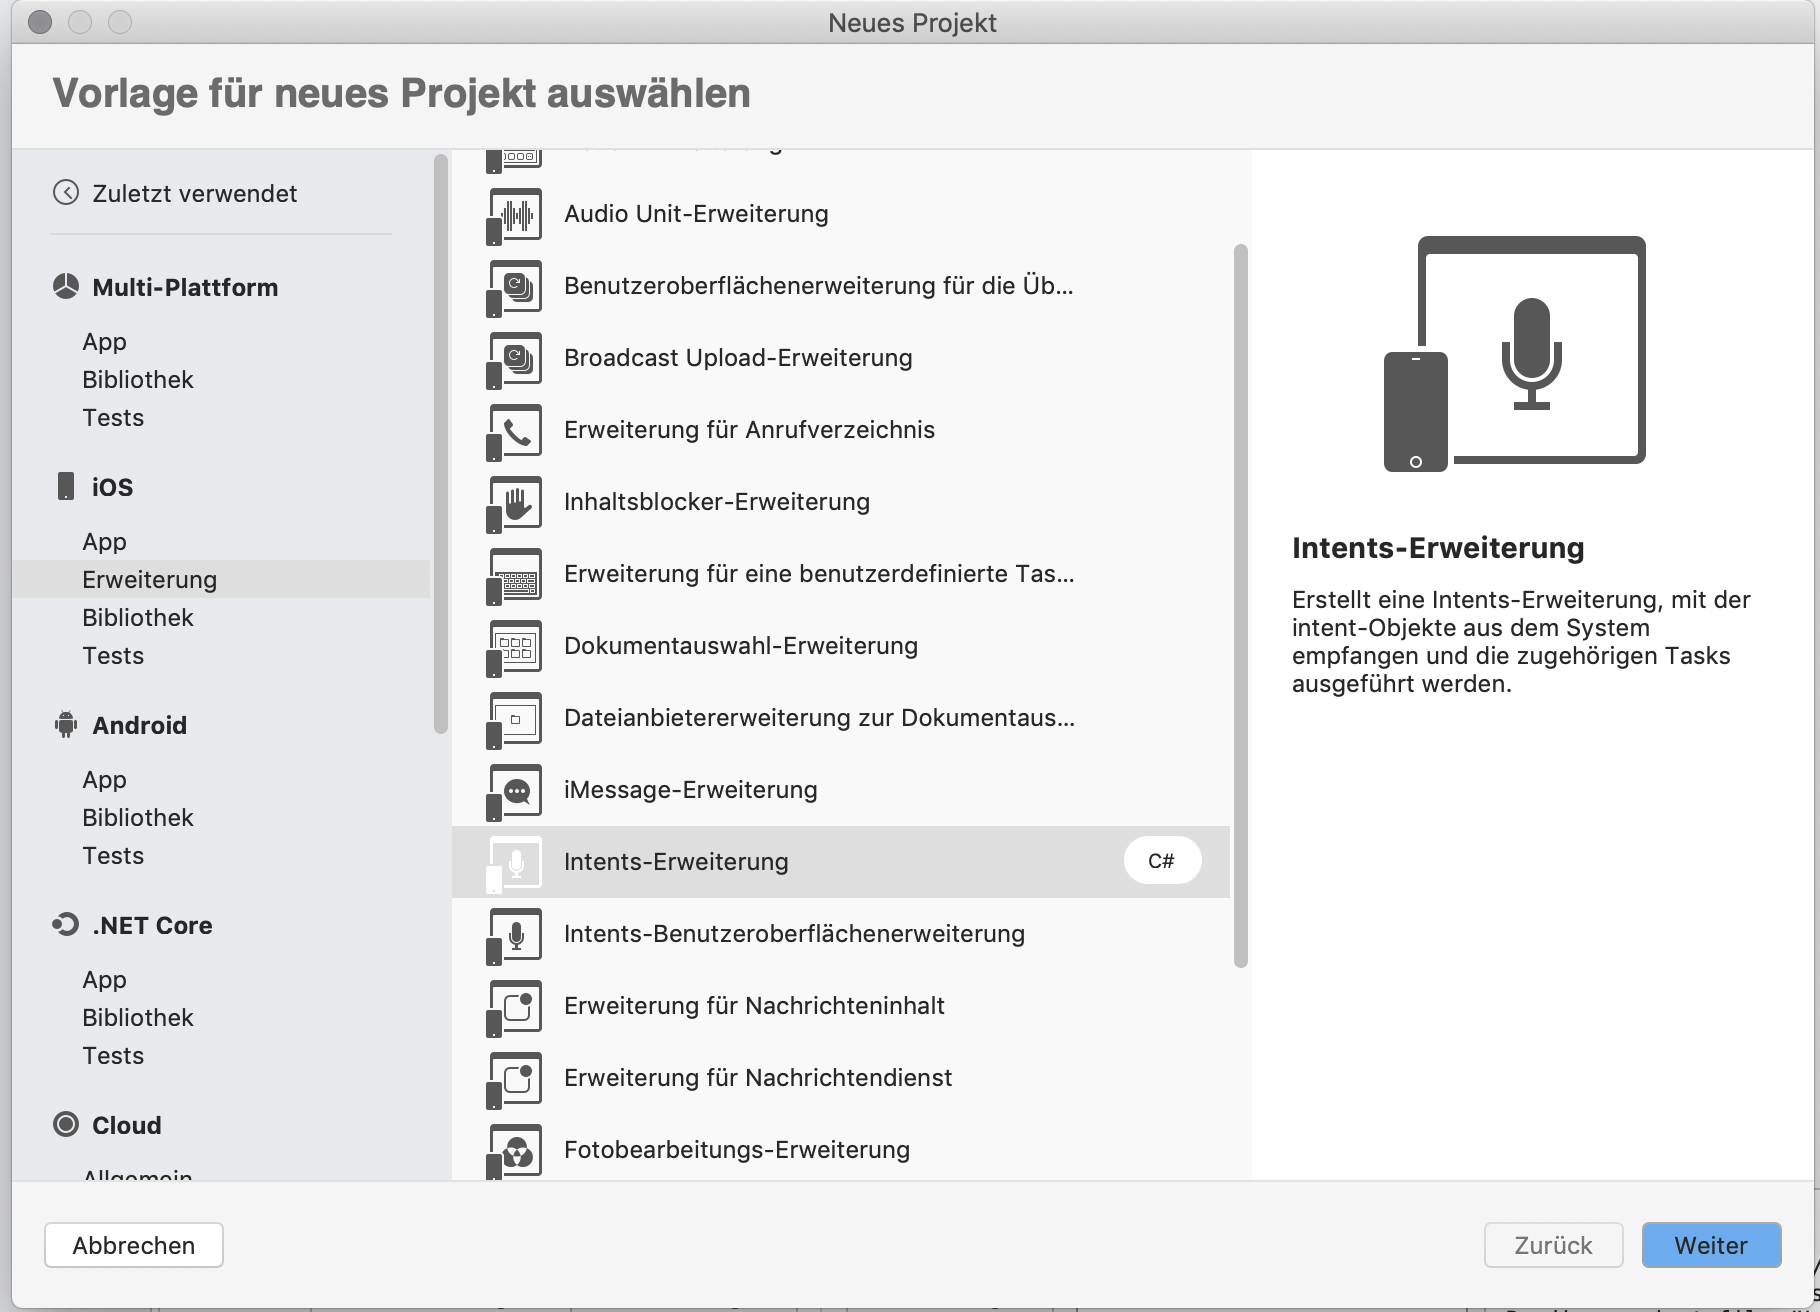 Neues Projekt
Vorlage für neues Projekt auswählen
Zuletzt verwendet
Multi-Plattform
App
Bibliothek
Tests
iOS
App
Erweiterung
Bibliothek
Tests
Android
App
Bibliothek
Tests
.NET Core
App
Bibliothek
Tests
Cloud
Allgemein
Audio Unit-Erweiterung
Benutzeroberflächenerweiterung für die Üb...
Broadcast Upload-Erweiterung
Erweiterung für Anrufverzeichnis
Inhaltsblocker-Erweiterung
Erweiterung für eine benutzerdefinierte Tas...
Dokumentauswahl-Erweiterung
Dateianbietererweiterung zur Dokumentaus...
iMessage-Erweiterung
Intents-Erweiterung C#
Intents-Benutzeroberflächenerweiterung
Erweiterung für Nachrichteninhalt
Erweiterung für Nachrichtendienst
Fotobearbeitungs-Erweiterung
Intents-Erweiterung
Erstellt eine Intents-Erweiterung, mit der
intent-Objekte aus dem System
empfangen und die zugehörigen Tasks
ausgeführt werden.
Abbrechen
Zurück
Weiter